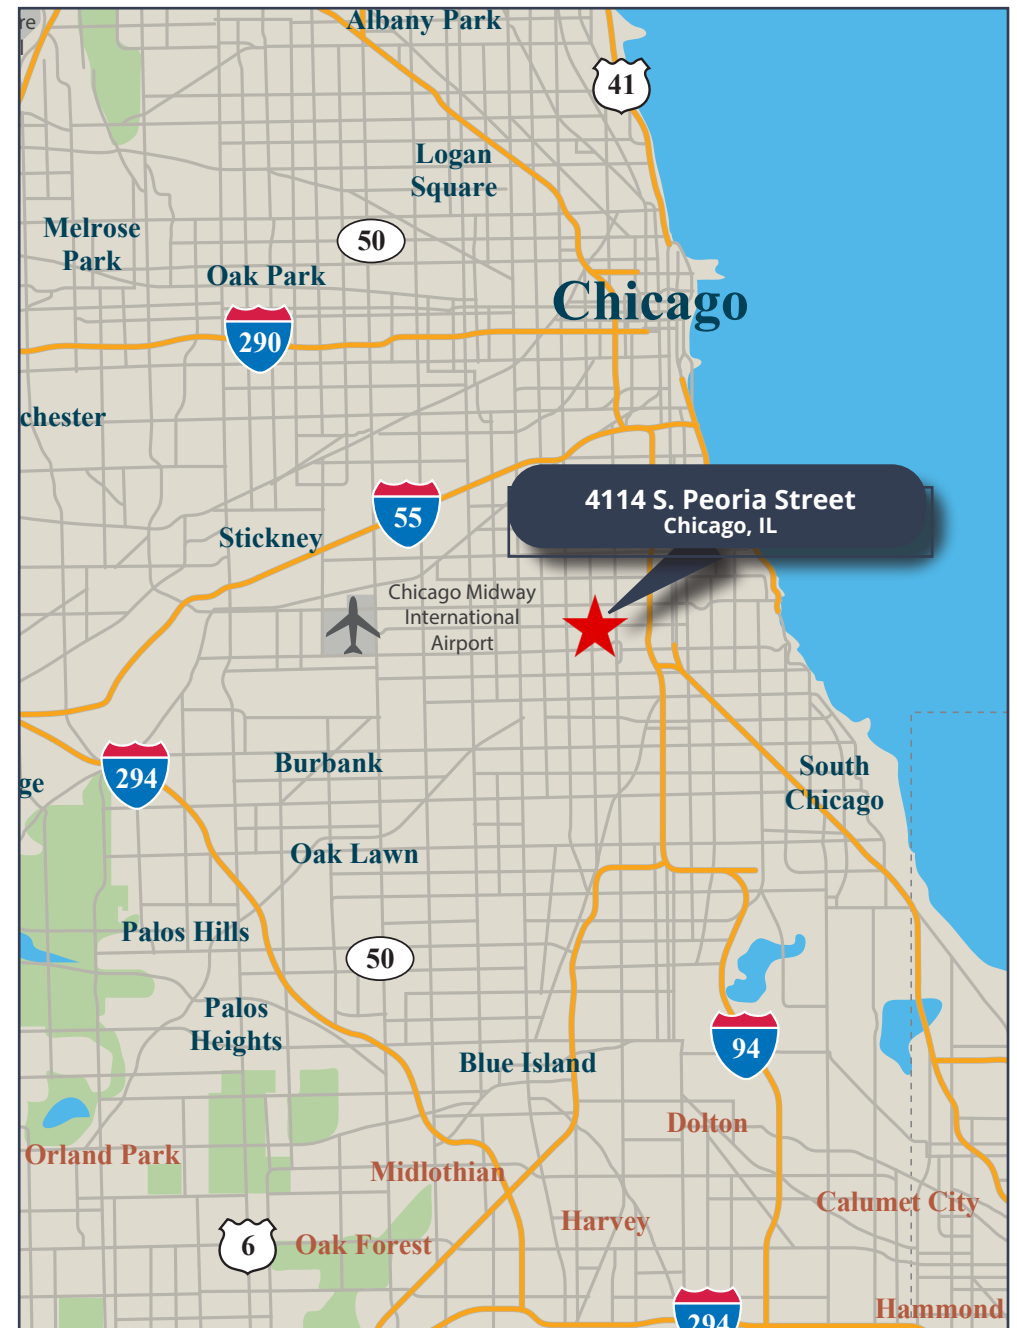 re
Albany Park
41
Logan
Square
Melrose
Park
50
Oak Park
Chicago
290
chester
4114 S. Peoria Street
Chicago, IL
55
Stickney
Chicago Midway
International
Airport
Burbank
294
ge
South
Chicago
Oak Lawn
Palos Hills
50
Palos
Heights
94
Blue Island
Dolton
Orland Park
Midlothian
Calumet City
Harvey
6
Oak Forest
Hammond
294